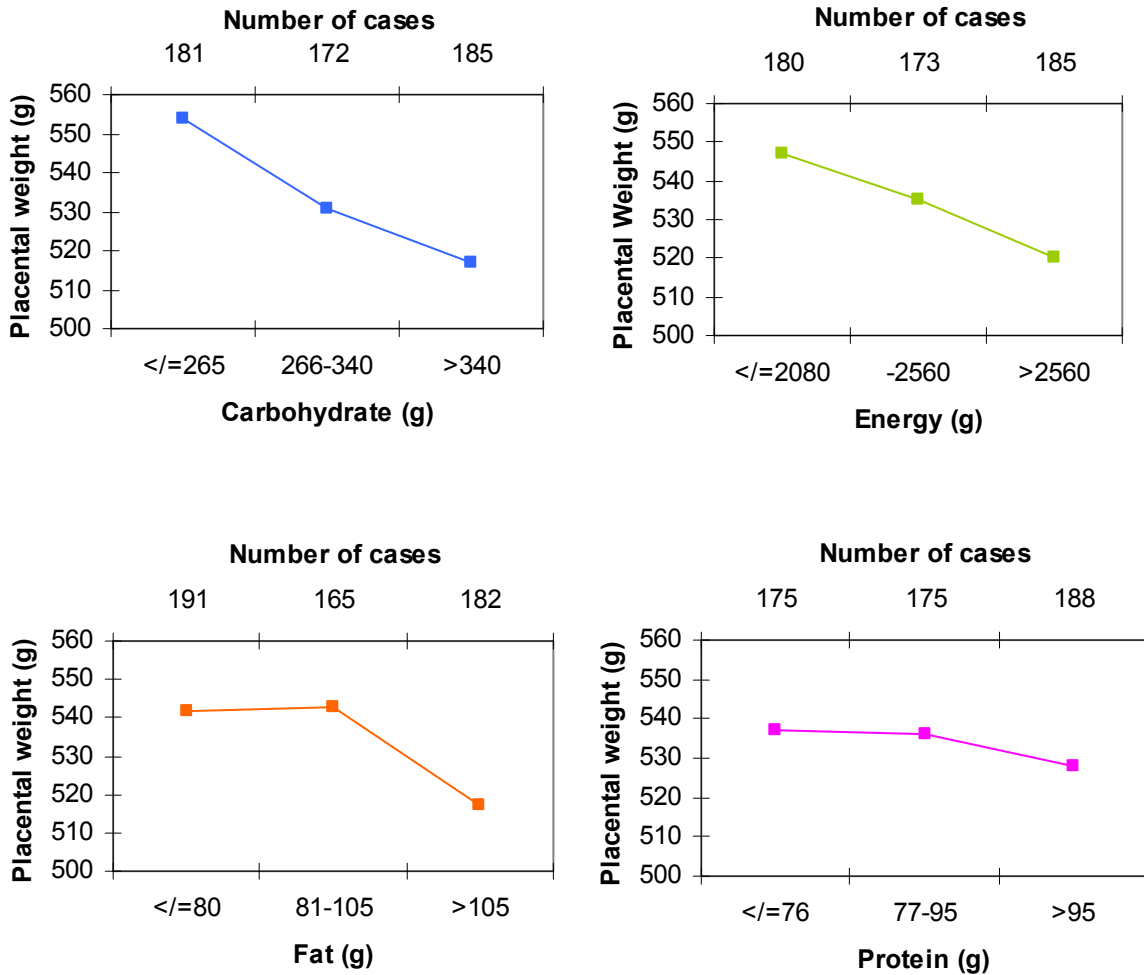 Number of cases
181 172 185
Placental weight (g)
560
550
540
530
520
510
500
</=265 266-340 >340
Carbohydrate (g)
Number of cases
180 173 185
Placental Weight (g)
560
550
540
530
520
510
500
</=2080 -2560 >2560
Energy (g)
Number of cases
191 165 182
Placental weight (g)
560
550
540
530
520
510
500
</=80 81-105 >105
Fat (g)
Number of cases
175 175 188
Placental weight (g)
560
550
540
530
520
510
500
</=76 77-95 >95
Protein (g)